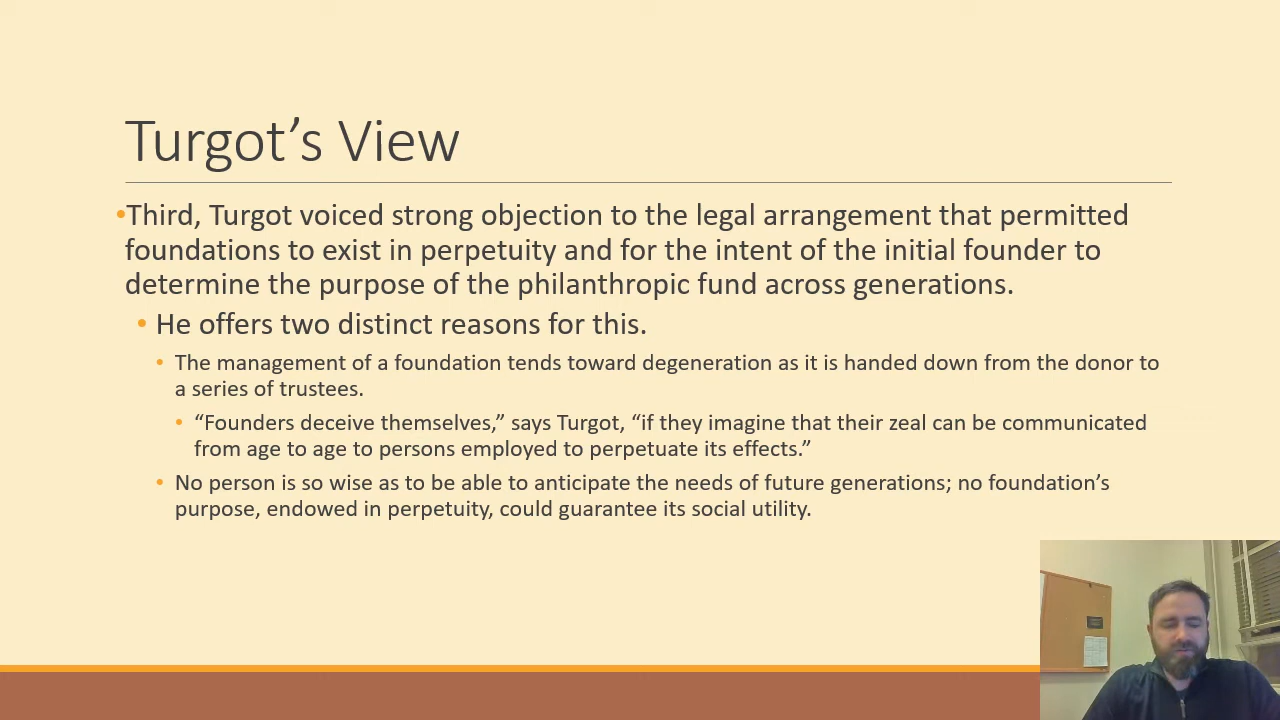 Turgot’s View
•Third, Turgot voiced strong objection to the legal arrangement that permitted
foundations to exist in perpetuity and for the intent of the initial founder to
determine the purpose of the philanthropic fund across generations.
• He offers two distinct reasons for this.
• The management of a foundation tends toward degeneration as it is handed down from the donor to
a series of trustees.
• “Founders deceive themselves,” says Turgot, “if they imagine that their zeal can be communicated
from age to age to persons employed to perpetuate its effects.”
• No person is so wise as to be able to anticipate the needs of future generations; no foundation’s
purpose, endowed in perpetuity, could guarantee its social utility.